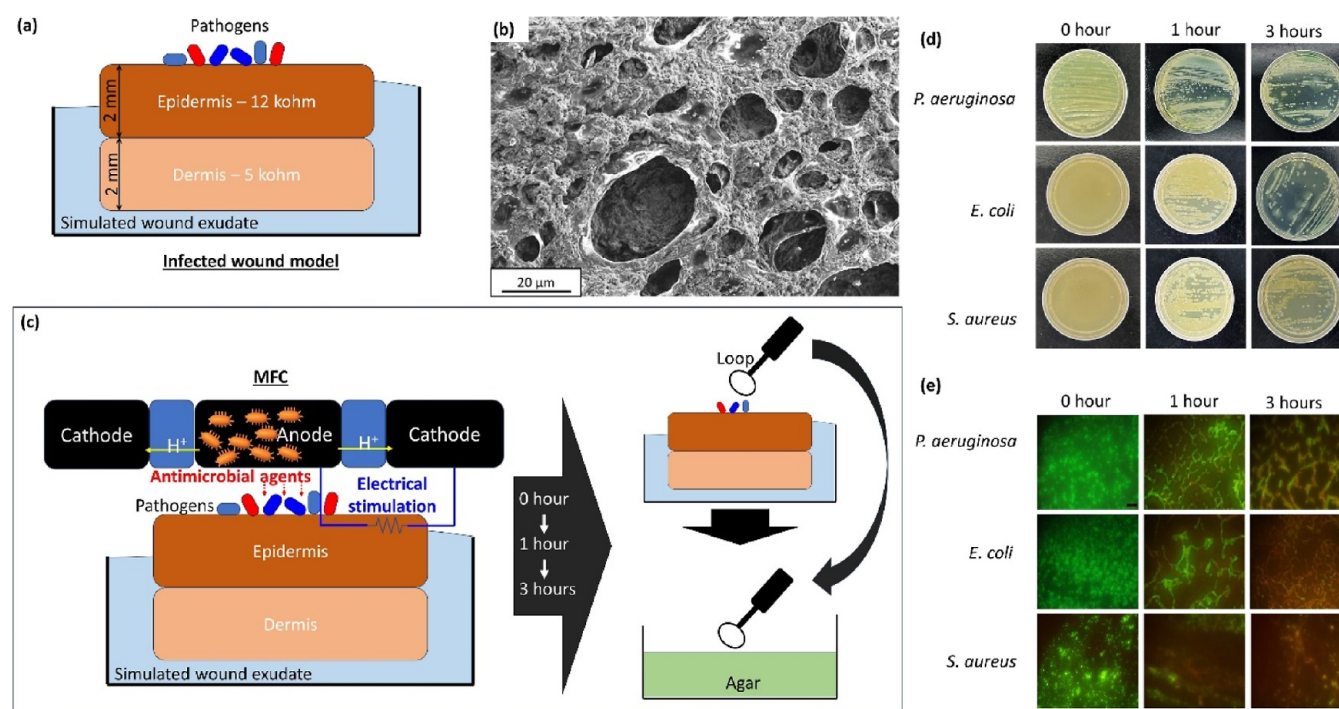 (a)
Pathogens
2 mm
Epidermis – 12 kohm
2 mm
Dermis – 5 kohm
Simulated wound exudate
Infected wound model
(b)
20 µm
(c)
MFC
Cathode
H⁺
Anode
H⁺
Cathode
Antimicrobial agents
Electrical
stimulation
Pathogens
Epidermis
Dermis
Simulated wound exudate
0 hour
1 hour
3 hours
Loop
Agar
(d)
0 hour
1 hour
3 hours
P. aeruginosa
E. coli
S. aureus
(e)
0 hour
1 hour
3 hours
P. aeruginosa
E. coli
S. aureus